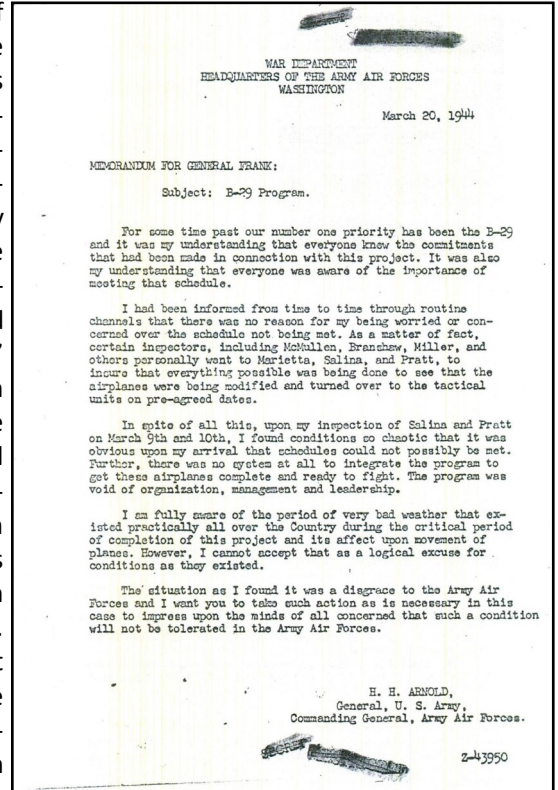 WAR DEPARTMENT
HEADQUARTERS OF THE ARMY AIR FORCES
WASHINGTON
March 20, 1944
MEMORANDUM FOR GENERAL FRANK:
Subject: B-29 Program.
For some time past our number one priority has been the B-29
and it was my understanding that everyone knew the commitments
that had been made in connection with this project. It was also
my understanding that everyone was aware of the importance of
meeting that schedule.
I had been informed from time to time through routine
channels that there was no reason for my being worried or con-
cerned over the schedule not being met. As a matter of fact,
certain inspectors, including McMullen, Branshaw, Miller, and
others personally went to Marietta, Salina, and Pratt, to
insure that everything possible was being done to see that the
airplanes were being modified and turned over to the tactical
units on pre-agreed dates.
In spite of all this, upon my inspection of Salina and Pratt
on March 9th and 10th, I found conditions so chaotic that it was
obvious upon my arrival that schedules could not possibly be met.
Further, there was no system at all to integrate the program to
get these airplanes complete and ready to fight. The program was
void of organization, management and leadership.
I am fully aware of the period of very bad weather that ex-
isted practically all over the Country during the critical period
of completion of this project and its affect upon movement of
planes. However, I cannot accept that as a logical excuse for
conditions as they existed.
The situation as I found it was a disgrace to the Army Air
Forces and I want you to take such action as is necessary in this
case to impress upon the minds of all concerned that such a condition
will not be tolerated in the Army Air Forces.
H. H. ARNOLD,
General, U. S. Army,
Commanding General, Army Air Forces.
SECRET
Z-43950